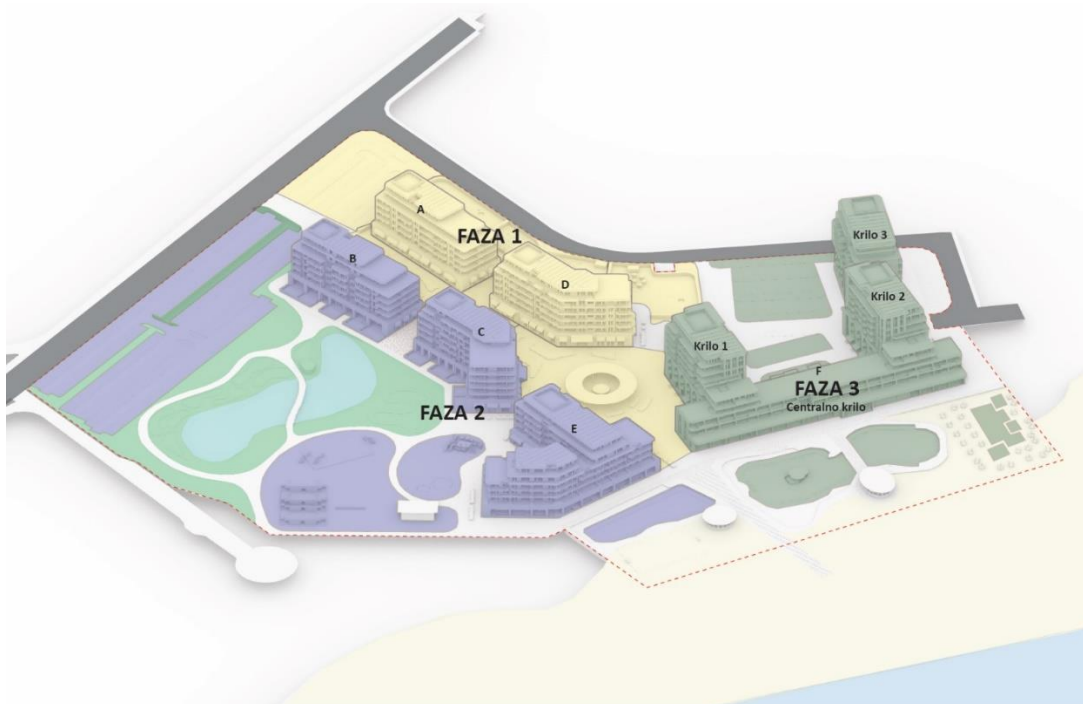 A
FAZA 1
B
D
C
Krilo 3
Krilo 2
Krilo 1
F
FAZA 3
Centralno krilo
FAZA 2
E